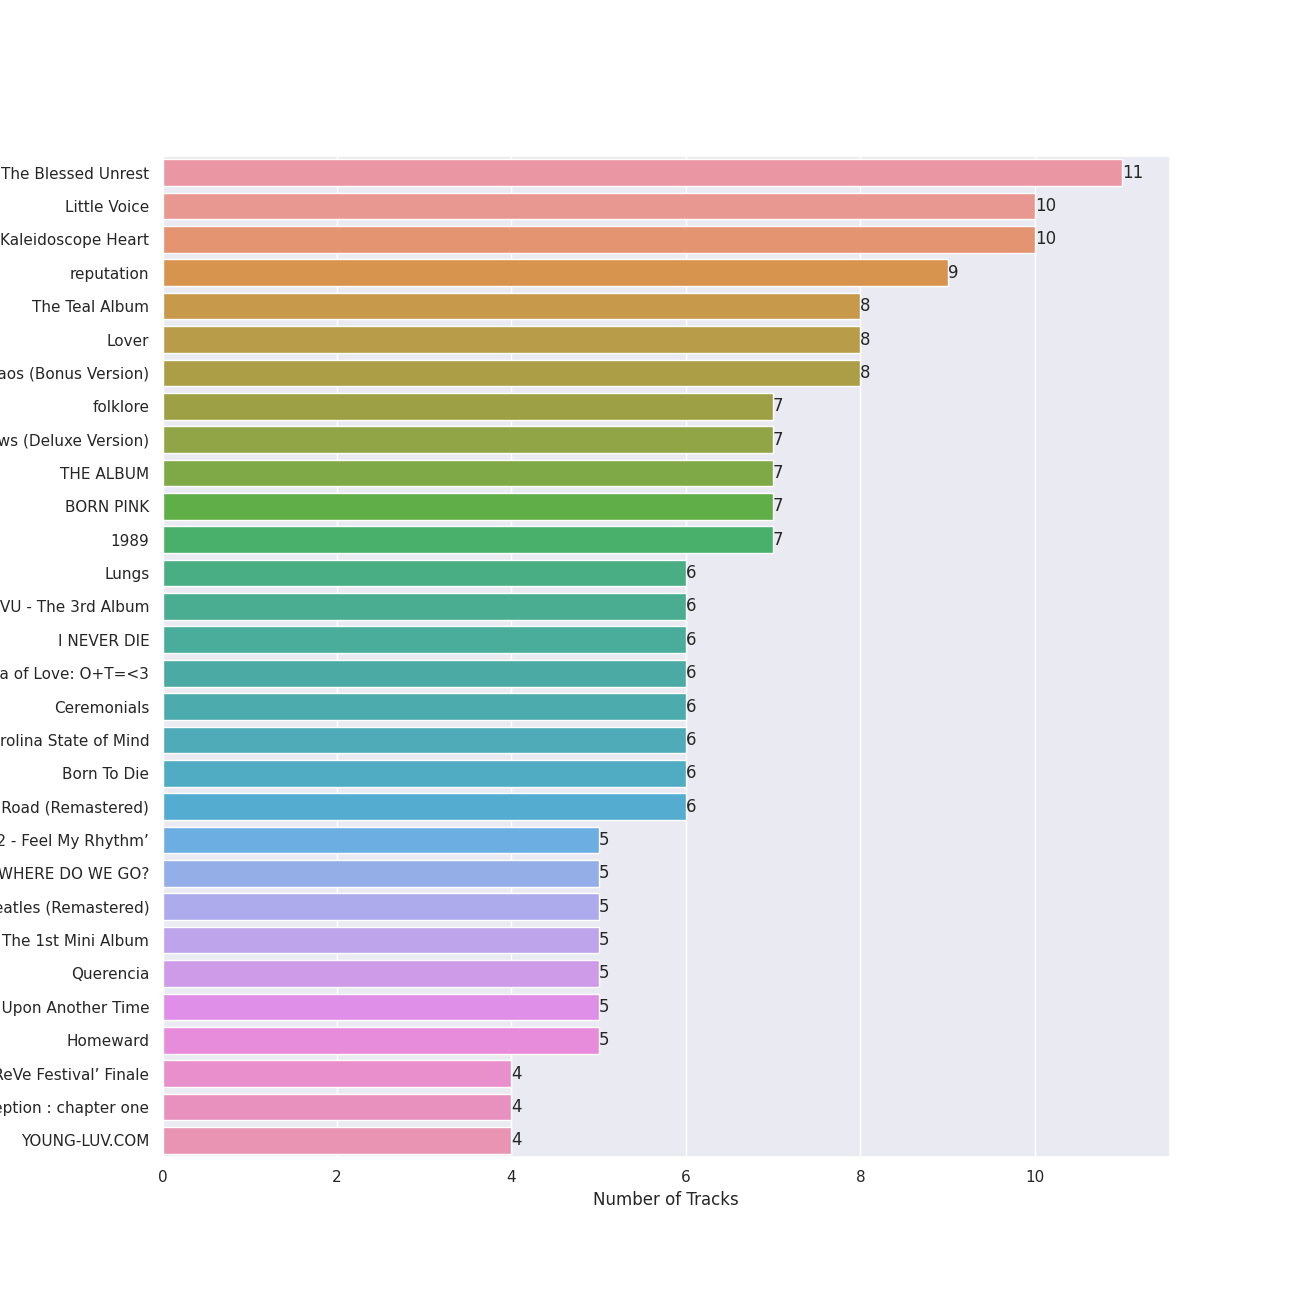 The Blessed Unrest 11
Little Voice 10
Kaleidoscope Heart 10
reputation 9
The Teal Album 8
Lover 8
aos (Bonus Version) 8
folklore 7
ws (Deluxe Version) 7
THE ALBUM 7
BORN PINK 7
1989 7
Lungs 6
VU - The 3rd Album 6
I NEVER DIE 6
a of Love: O+T=<3 6
Ceremonials 6
rolina State of Mind 6
Born To Die 6
Road (Remastered) 6
2 - Feel My Rhythm’ 5
WHERE DO WE GO? 5
eatles (Remastered) 5
The 1st Mini Album 5
Querencia 5
Upon Another Time 5
Homeward 5
ReVe Festival’ Finale 4
eption : chapter one 4
YOUNG-LUV.COM 4
0 2 4 6 8 10
Number of Tracks